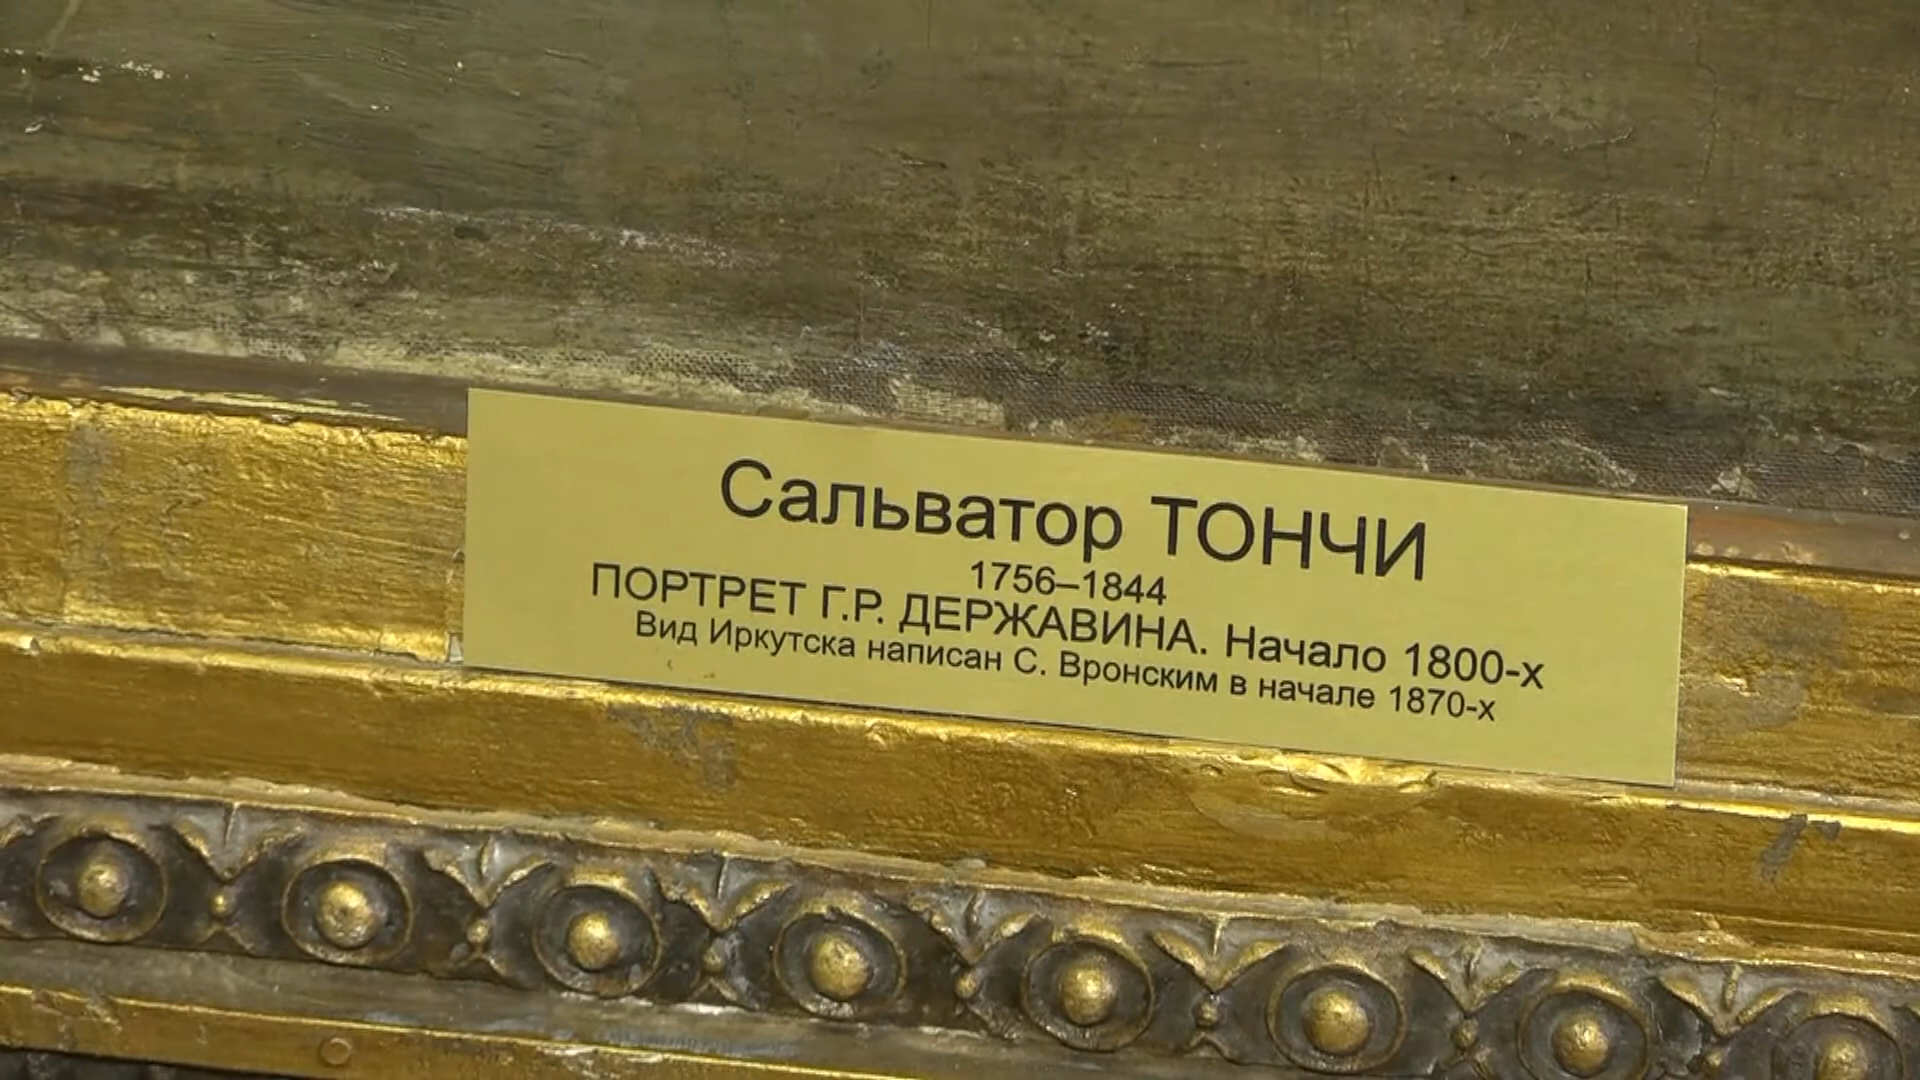 Сальватор ТОНЧИ
1756–1844
ПОРТРЕТ Г.Р. ДЕРЖАВИНА. Начало 1800-х
Вид Иркутска написан С. Вронским в начале 1870-х